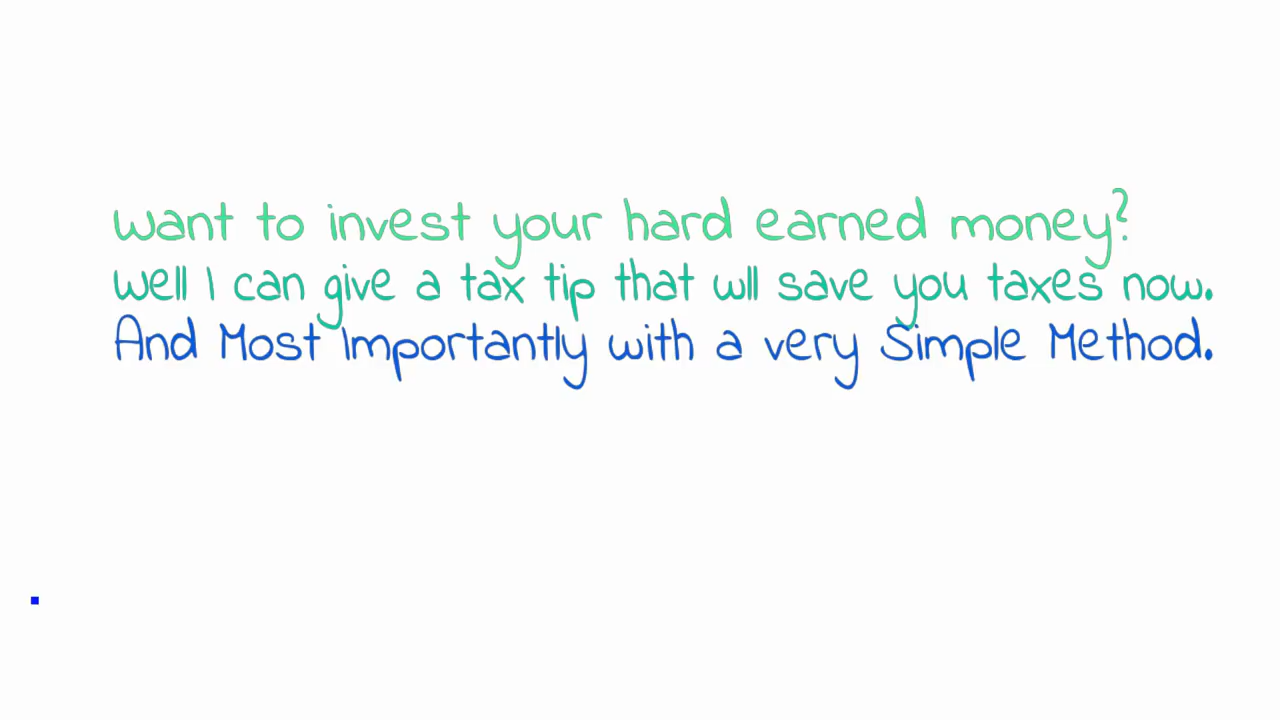 Want to invest your hard earned money?
Well I can give a tax tip that wll save you taxes now.
And Most Importantly with a very Simple Method.